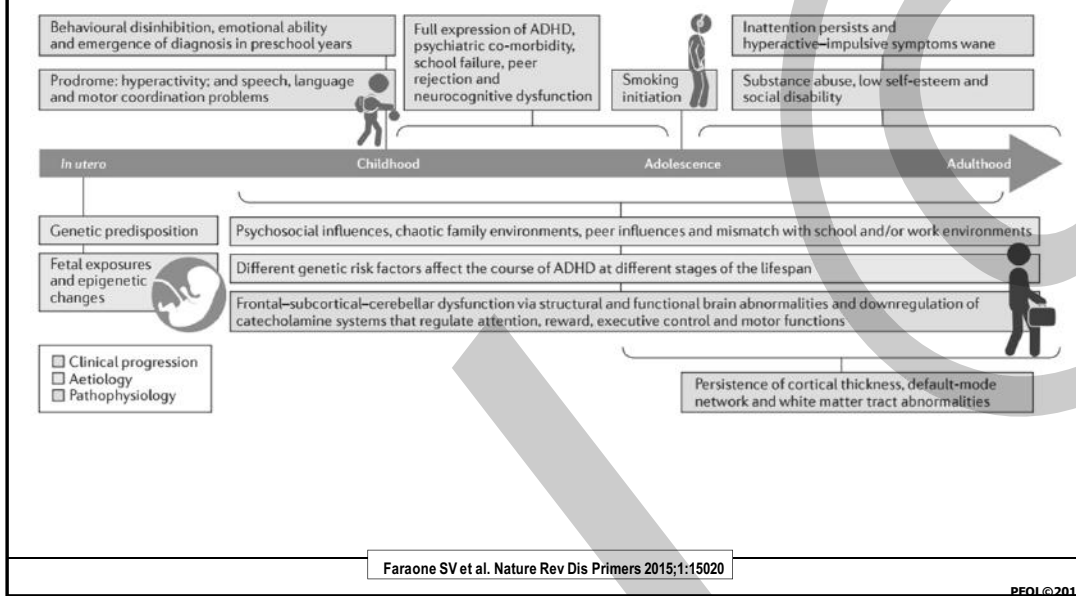 Behavioural disinhibition, emotional ability
and emergence of diagnosis in preschool years
Prodrome: hyperactivity; and speech, language
and motor coordination problems
Full expression of ADHD,
psychiatric co-morbidity,
school failure, peer
rejection and
neurocognitive dysfunction
Smoking
initiation
Inattention persists and
hyperactive–impulsive symptoms wane
Substance abuse, low self-esteem and
social disability
In utero
Childhood
Adolescence
Adulthood
Genetic predisposition
Fetal exposures
and epigenetic
changes
Psychosocial influences, chaotic family environments, peer influences and mismatch with school and/or work environments
Different genetic risk factors affect the course of ADHD at different stages of the lifespan
Frontal–subcortical–cerebellar dysfunction via structural and functional brain abnormalities and downregulation of
catecholamine systems that regulate attention, reward, executive control and motor functions
Clinical progression
Aetiology
Pathophysiology
Persistence of cortical thickness, default-mode
network and white matter tract abnormalities
Faraone SV et al. Nature Rev Dis Primers 2015;1:15020